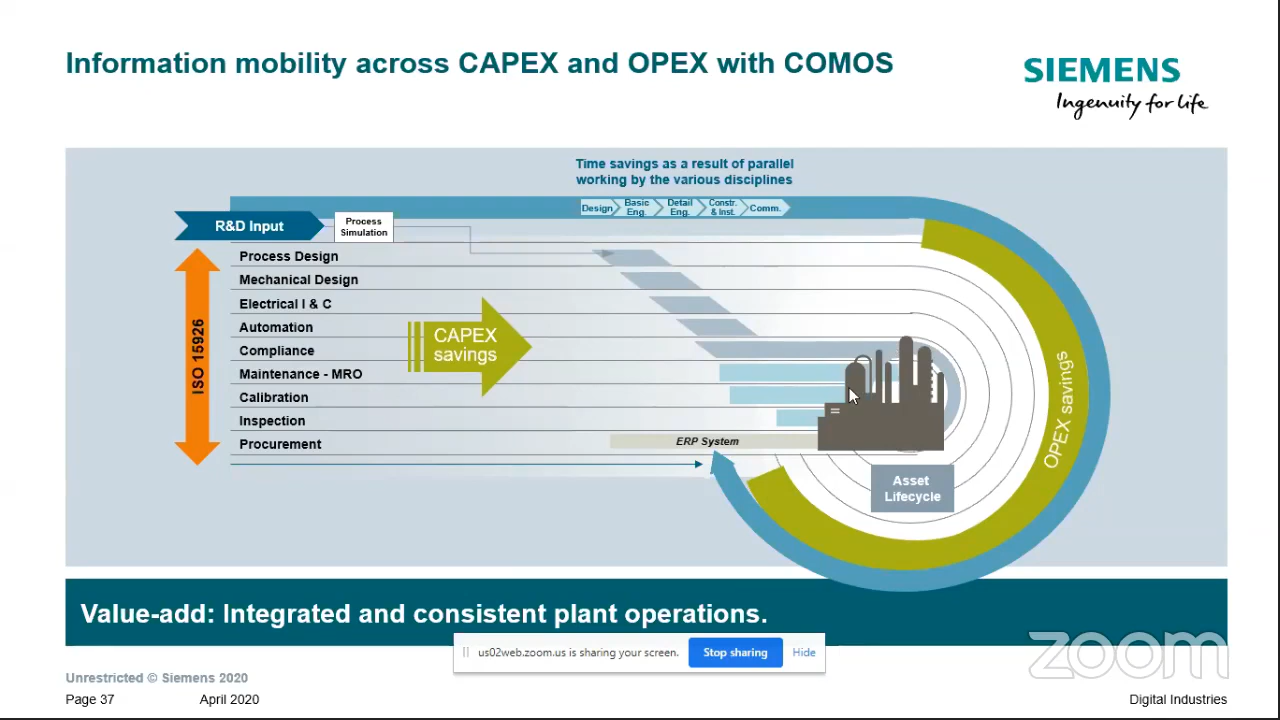 Information mobility across CAPEX and OPEX with COMOS
SIEMENS
Ingenuity for life
Time savings as a result of parallel
working by the various disciplines
Design
Basic
Eng.
Detail
Eng.
Constr.
& Inst.
Comm.
R&D Input
Process
Simulation
ISO 15926
Process Design
Mechanical Design
Electrical I & C
Automation
Compliance
Maintenance - MRO
Calibration
Inspection
Procurement
CAPEX
savings
ERP System
OPEX savings
Asset
Lifecycle
Value-add: Integrated and consistent plant operations.
us02web.zoom.us is sharing your screen.
Stop sharing
Hide
zoom
Unrestricted © Siemens 2020
Page 37
April 2020
Digital Industries